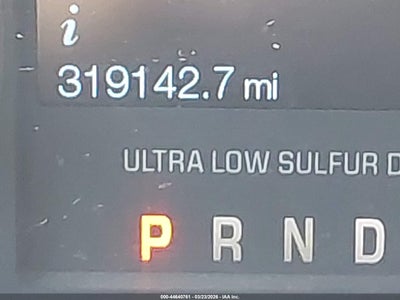 i
319142.7 mi
ULTRA LOW SULFUR D
P R N D
000-44640761 - 03/23/2026 - IAA Inc.